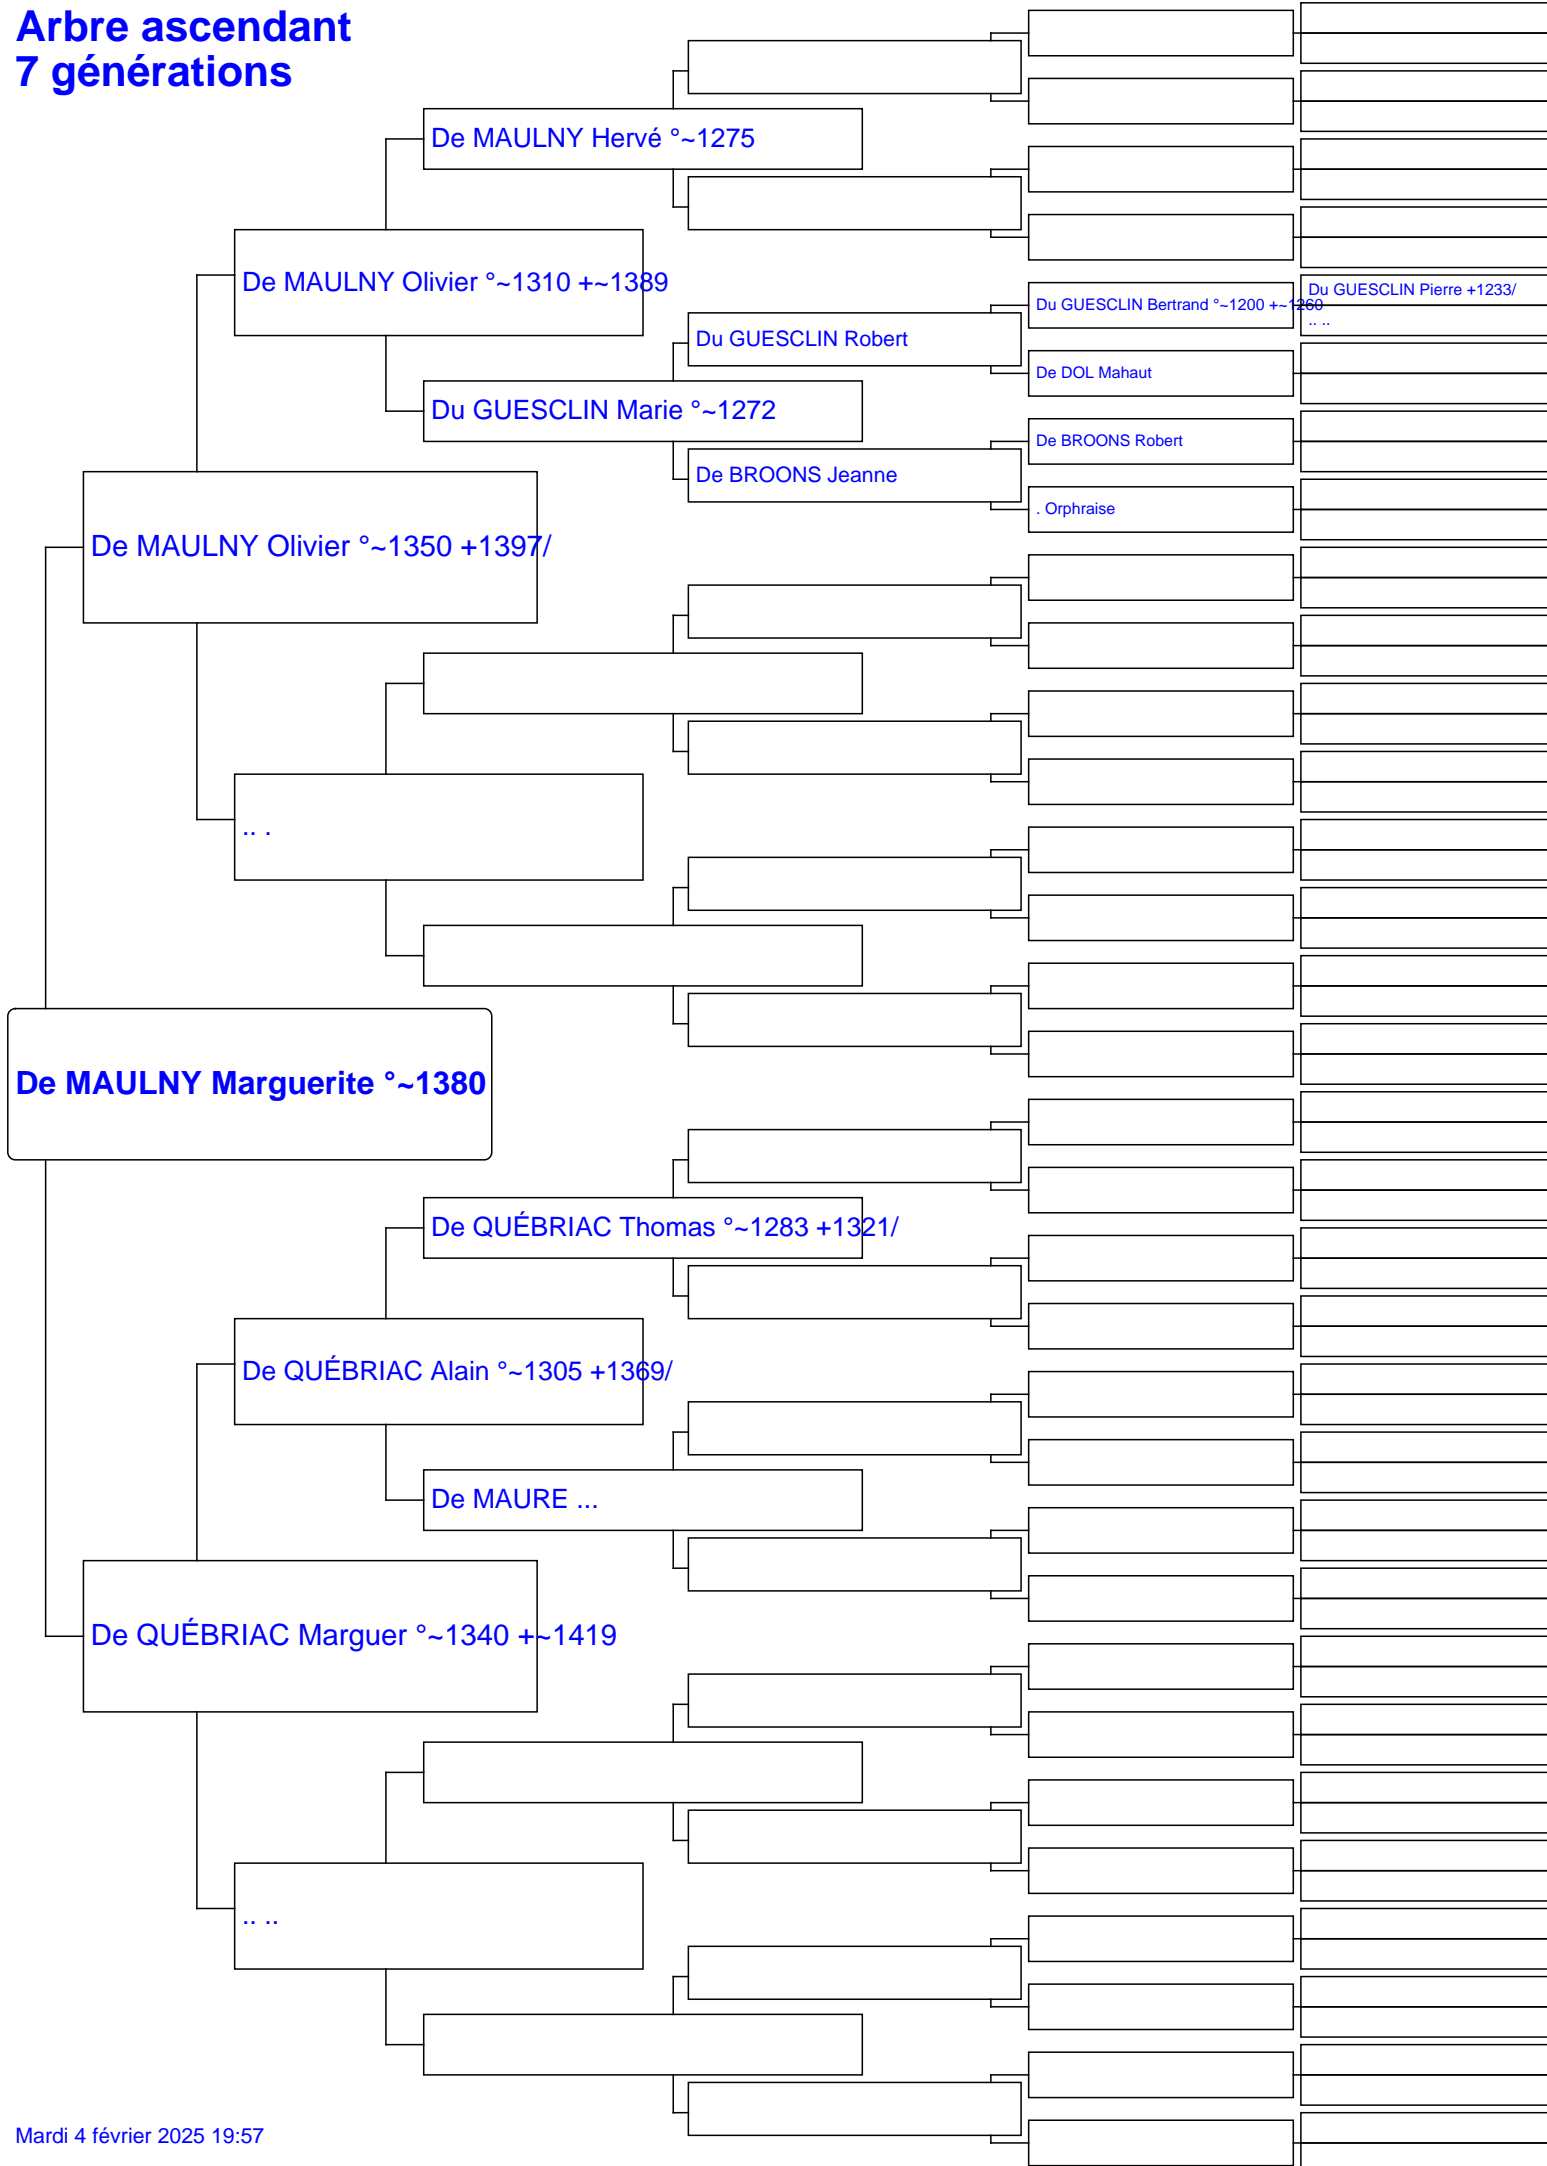 Arbre ascendant
7 générations
De MAULNY Hervé °~1275
De MAULNY Olivier °~1310 +~1389
Du GUESCLIN Pierre +1233/
Du GUESCLIN Bertrand °~1200 +~1260
.. ..
Du GUESCLIN Robert
De DOL Mahaut
Du GUESCLIN Marie °~1272
De BROONS Robert
De BROONS Jeanne
. Orphraise
De MAULNY Olivier °~1350 +1397/
.. .
De MAULNY Marguerite °~1380
De QUÉBRIAC Thomas °~1283 +1321/
De QUÉBRIAC Alain °~1305 +1369/
De MAURE ...
De QUÉBRIAC Marguer °~1340 +~1419
.. ..
Mardi 4 février 2025 19:57